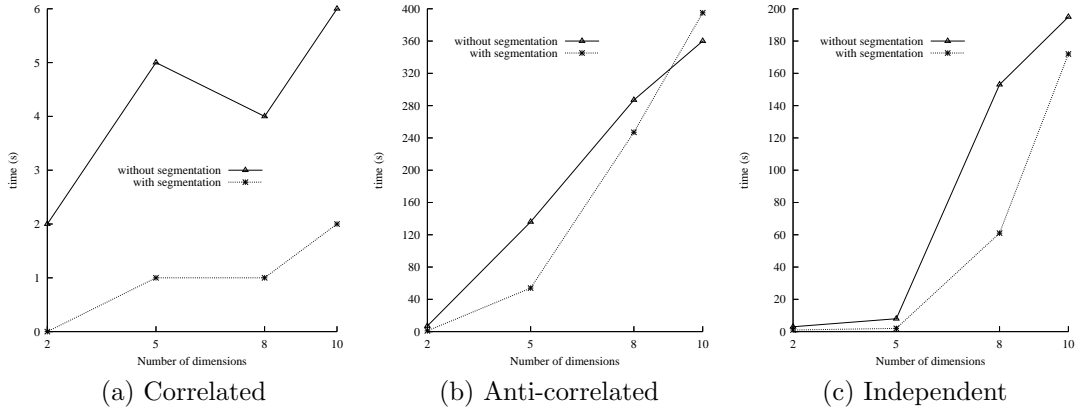 6
5
4
3
2
1
0
time (s)
without segmentation
with segmentation
2 5 8 10
Number of dimensions
(a) Correlated
400
360
320
280
240
200
160
120
80
40
0
time (s)
without segmentation
with segmentation
2 5 8 10
Number of dimensions
(b) Anti-correlated
200
180
160
140
120
100
80
60
40
20
0
time (s)
without segmentation
with segmentation
2 5 8 10
Number of dimensions
(c) Independent